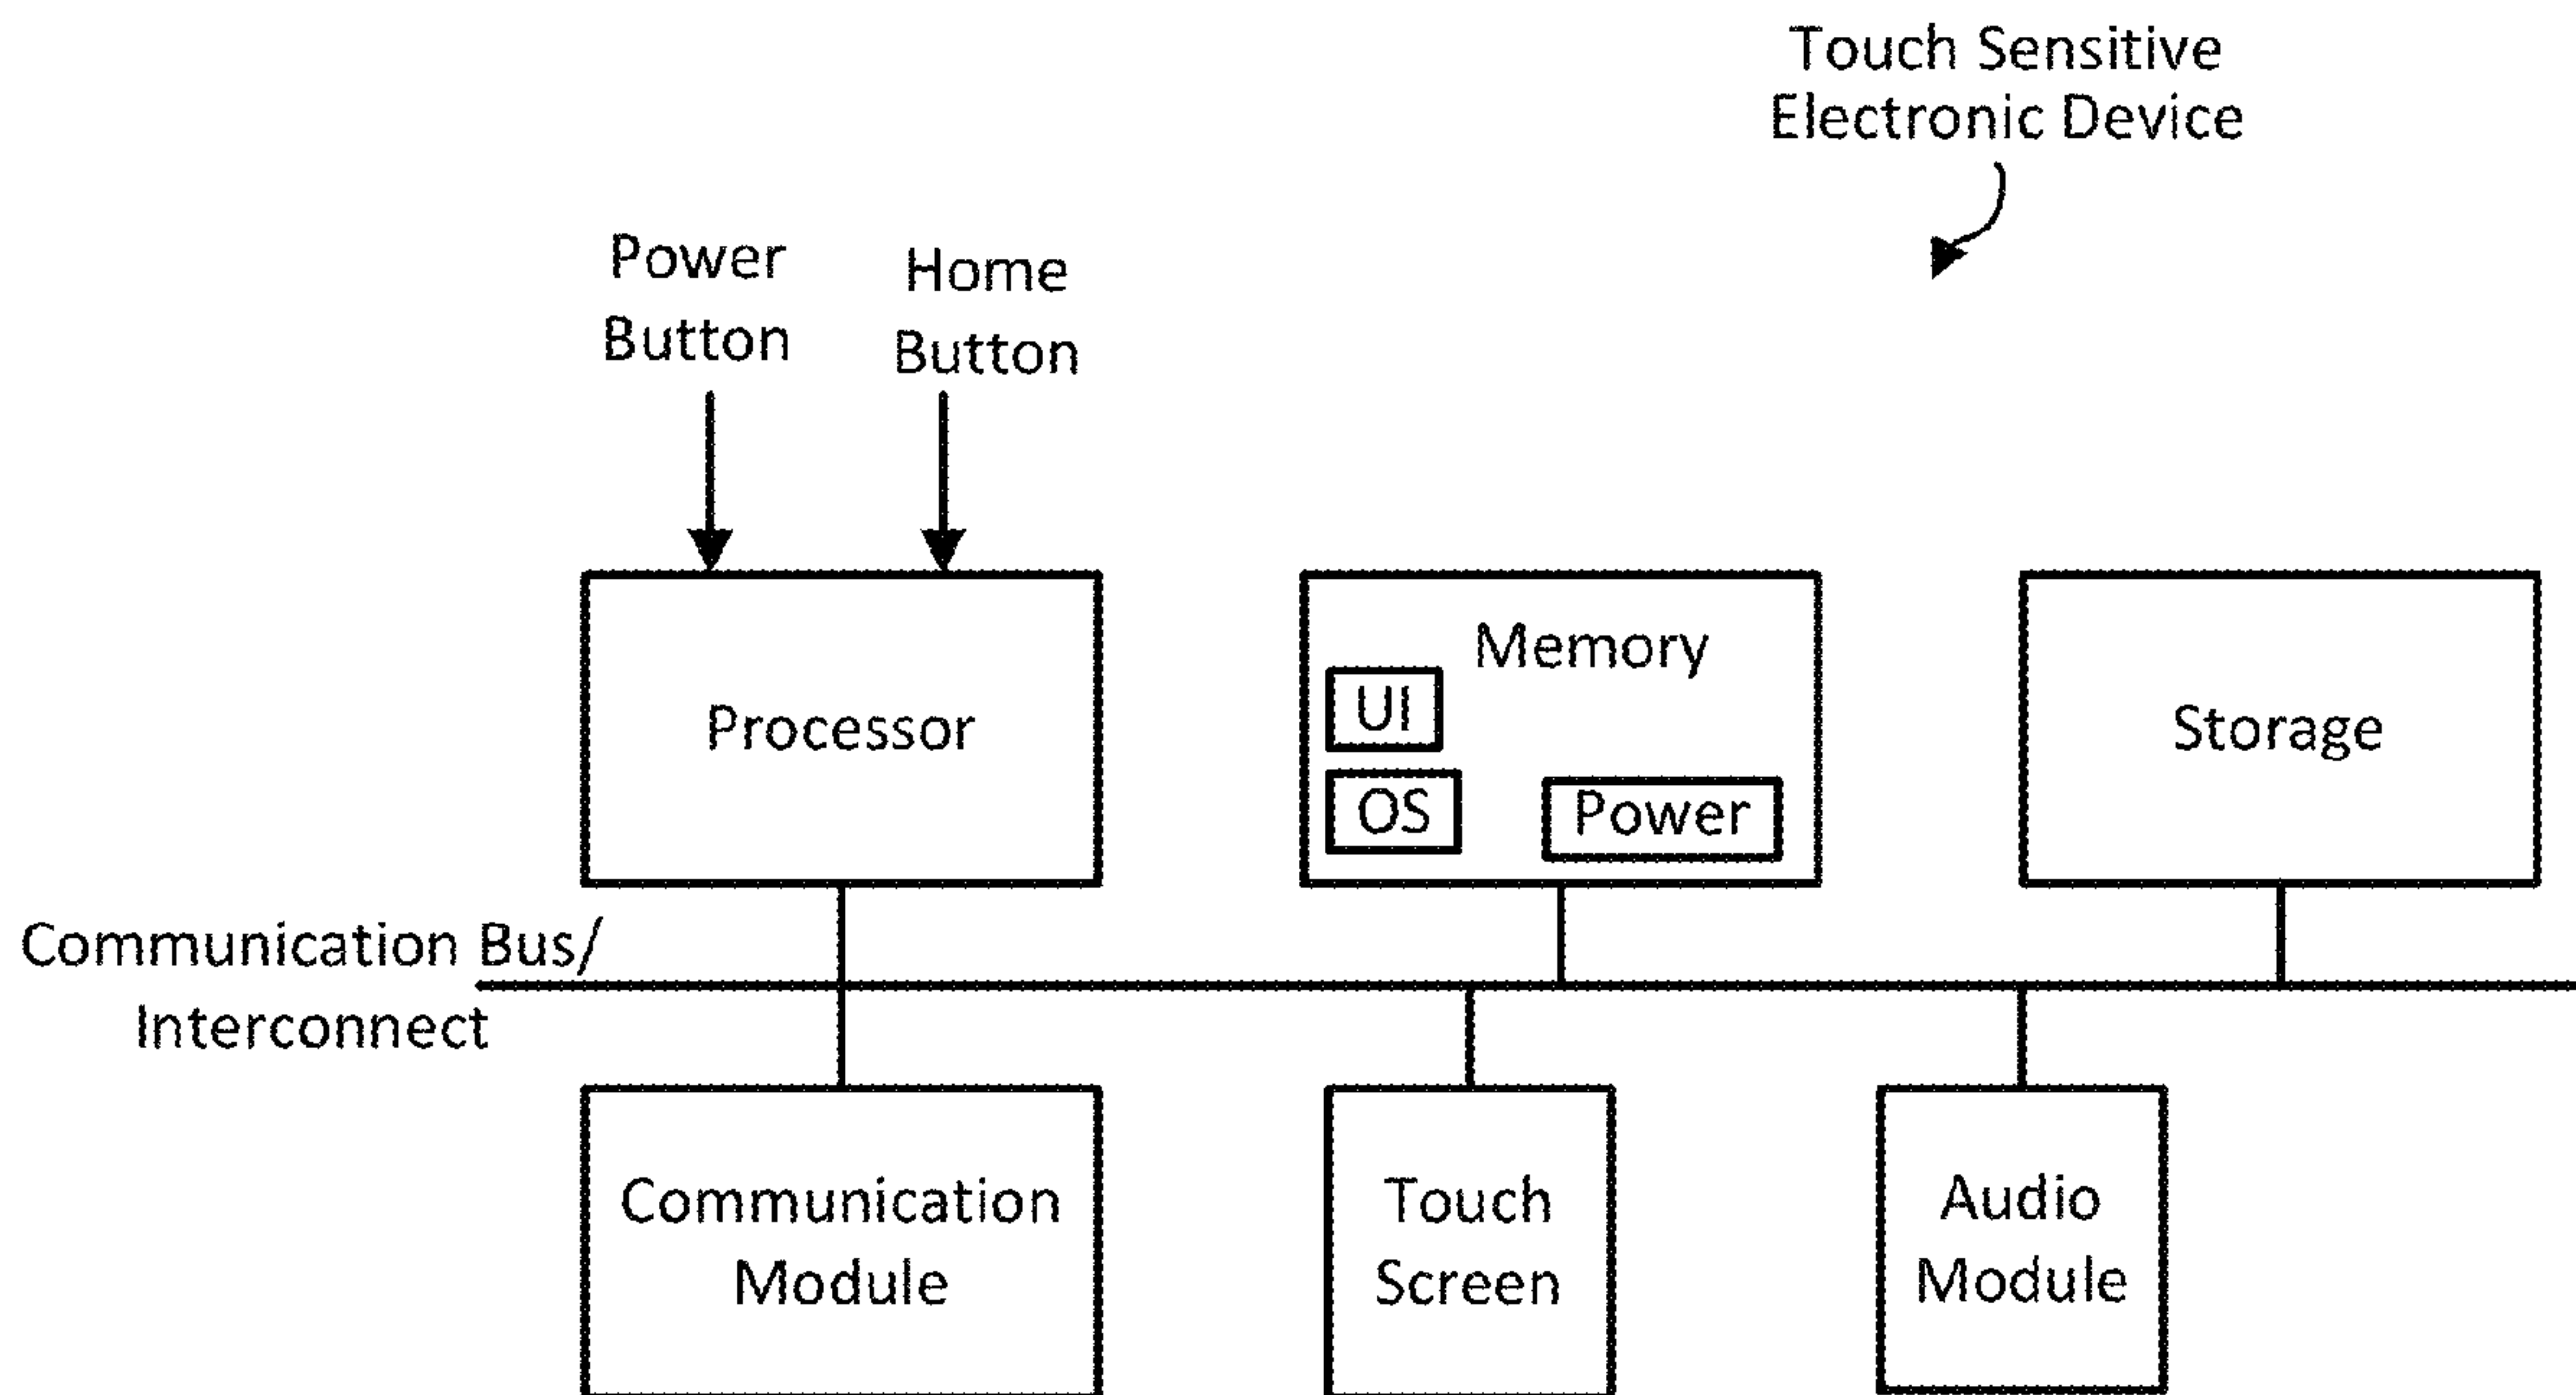 Touch Sensitive
Electronic Device
Power
Button
Home
Button
Processor
Memory
UI
OS
Power
Storage
Communication Bus/
Interconnect
Communication
Module
Touch
Screen
Audio
Module